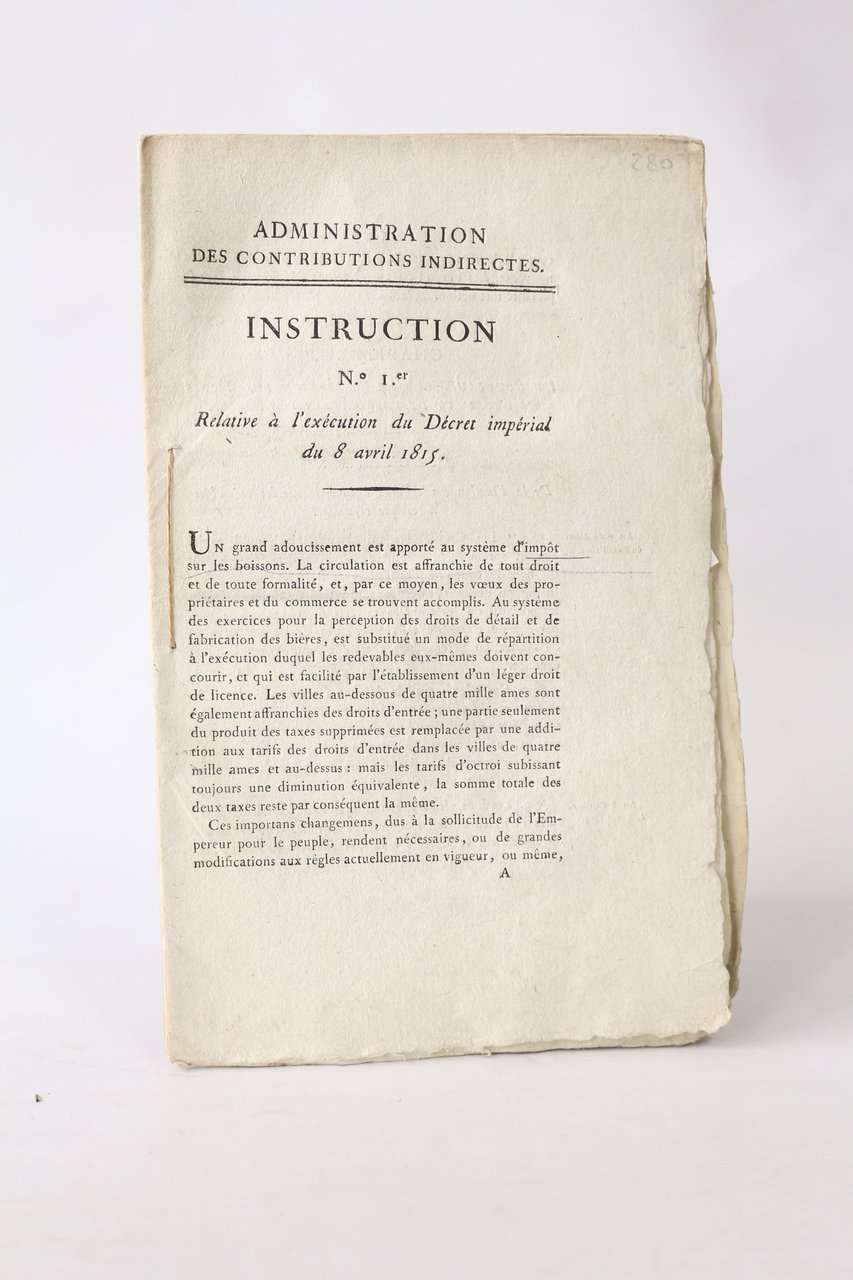 280
ADMINISTRATION
DES CONTRIBUTIONS INDIRECTES.
INSTRUCTION
N.º 1.er
Relative à l'exécution du Décret impérial
du 8 avril 1815.
UN grand adoucissement est apporté au système d'impôt
sur les boissons. La circulation est affranchie de tout droit
et de toute formalité, et, par ce moyen, les vœux des pro-
priétaires et du commerce se trouvent accomplis. Au système
des exercices pour la perception des droits de détail et de
fabrication des bières, est substitué un mode de répartition
à l'exécution duquel les redevables eux-mêmes doivent con-
courir, et qui est facilité par l'établissement d'un léger droit
de licence. Les villes au-dessous de quatre mille ames sont
également affranchies des droits d'entrée ; une partie seulement
du produit des taxes supprimées est remplacée par une addi-
tion aux tarifs des droits d'entrée dans les villes de quatre
mille ames et au-dessus : mais les tarifs d'octroi subissant
toujours une diminution équivalente, la somme totale des
deux taxes reste par conséquent la même.
Ces importans changemens, dus à la sollicitude de l'Em-
pereur pour le peuple, rendent nécessaires, ou de grandes
modifications aux règles actuellement en vigueur, ou même,
A